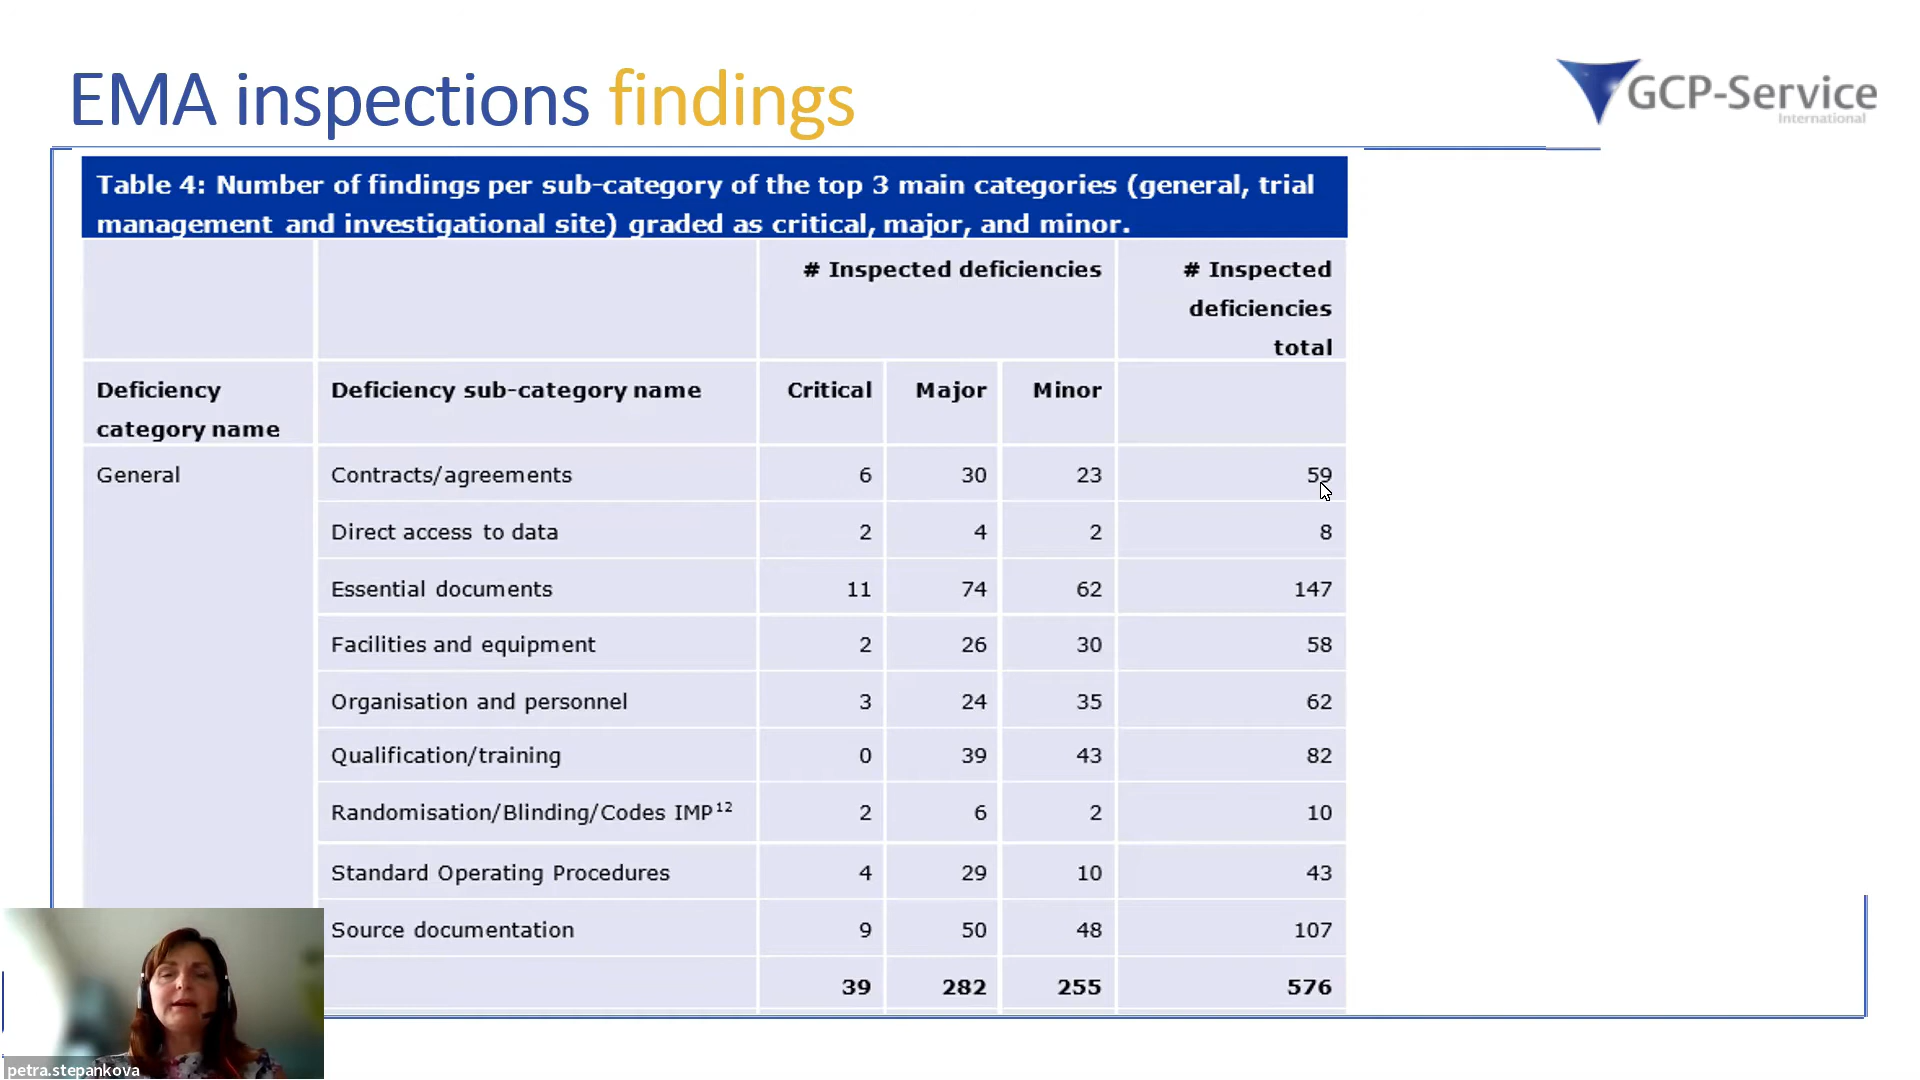 EMA inspections findings
GCP-Service
International
Table 4: Number of findings per sub-category of the top 3 main categories (general, trial
management and investigational site) graded as critical, major, and minor.
# Inspected deficiencies
# Inspected
deficiencies
total
Deficiency
category name
Deficiency sub-category name
Critical
Major
Minor
General
Contracts/agreements 6 30 23 59
Direct access to data 2 4 2 8
Essential documents 11 74 62 147
Facilities and equipment 2 26 30 58
Organisation and personnel 3 24 35 62
Qualification/training 0 39 43 82
Randomisation/Blinding/Codes IMP12 2 6 2 10
Standard Operating Procedures 4 29 10 43
Source documentation 9 50 48 107
39 282 255 576
petra.stepankova